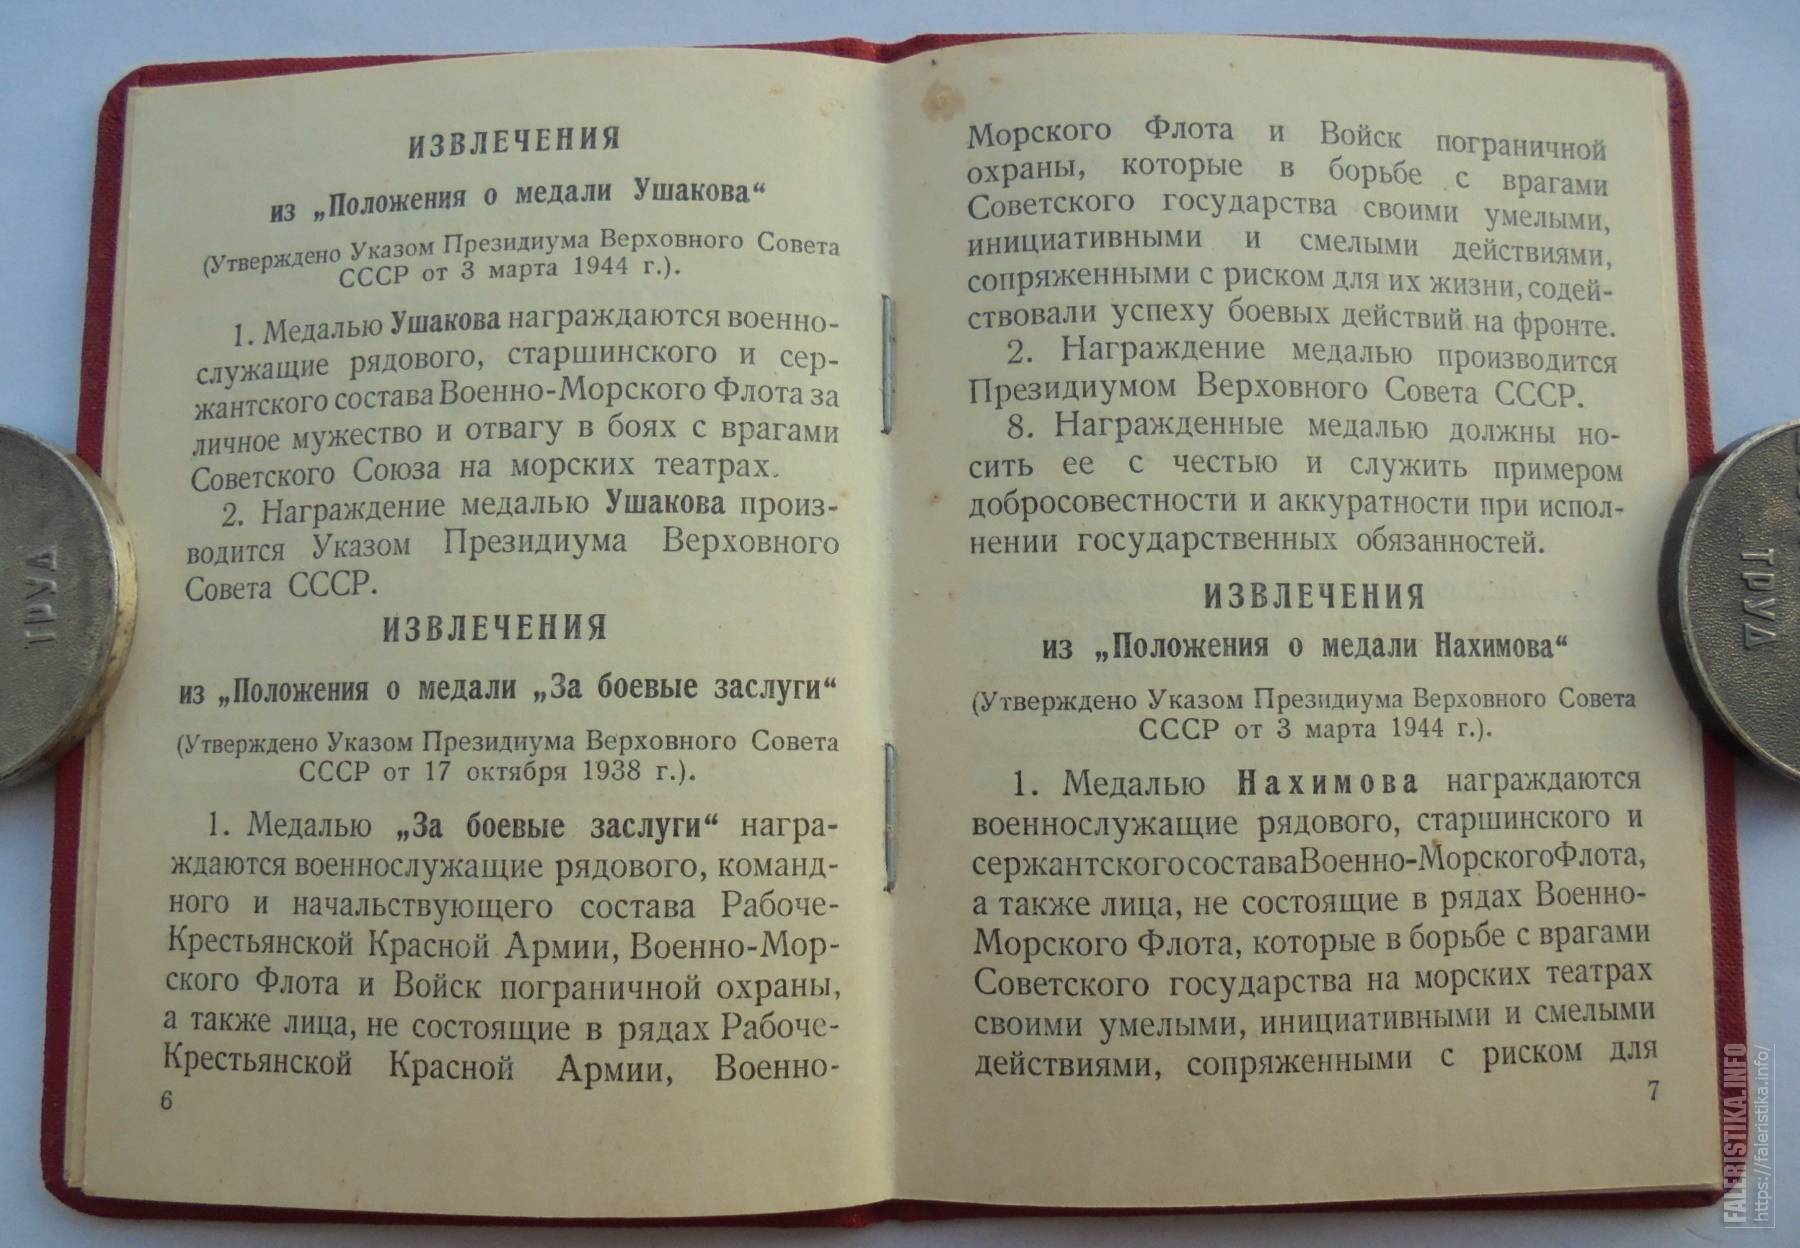 ИЗВЛЕЧЕНИЯ
из „Положения о медали Ушакова“
(Утверждено Указом Президиума Верховного Совета
СССР от 3 марта 1944 г.).
1. Медалью Ушакова награждаются военно-
служащие рядового, старшинского и сер-
жантского состава Военно-Морского Флота за
личное мужество и отвагу в боях с врагами
Советского Союза на морских театрах.
2. Награждение медалью Ушакова произ-
водится Указом Президиума Верховного
Совета СССР.
ИЗВЛЕЧЕНИЯ
из „Положения о медали „За боевые заслуги“
(Утверждено Указом Президиума Верховного Совета
СССР от 17 октября 1938 г.).
1. Медалью „За боевые заслуги“ награ-
ждаются военнослужащие рядового, команд-
ного и начальствующего состава Рабоче-
Крестьянской Красной Армии, Военно-Мор-
ского Флота и Войск пограничной охраны,
а также лица, не состоящие в рядах Рабоче-
Крестьянской Красной Армии, Военно-
6
Морского Флота и Войск пограничной
охраны, которые в борьбе с врагами
Советского государства своими умелыми,
инициативными и смелыми действиями,
сопряженными с риском для их жизни, содей-
ствовали успеху боевых действий на фронте.
2. Награждение медалью производится
Президиумом Верховного Совета СССР.
8. Награжденные медалью должны но-
сить ее с честью и служить примером
добросовестности и аккуратности при испол-
нении государственных обязанностей.
ИЗВЛЕЧЕНИЯ
из „Положения о медали Нахимова“
(Утверждено Указом Президиума Верховного Совета
СССР от 3 марта 1944 г.).
1. Медалью Нахимова награждаются
военнослужащие рядового, старшинского и
сержантского состава Военно-Морского Флота,
а также лица, не состоящие в рядах Военно-
Морского Флота, которые в борьбе с врагами
Советского государства на морских театрах
своими умелыми, инициативными и смелыми
действиями, сопряженными с риском для
7
ТРУД
ТРУД
FALERISTIKA.INFO
https://faleristika.info/